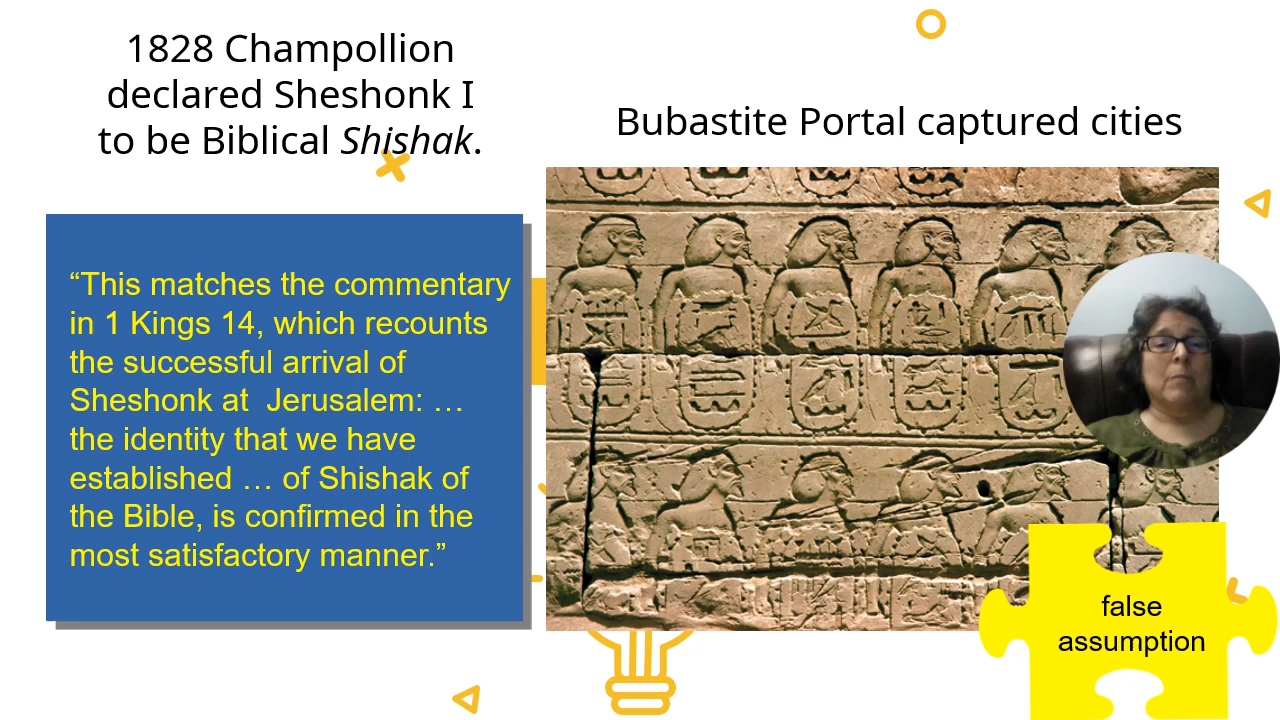 1828 Champollion
declared Sheshonk I
to be Biblical Shishak.
Bubastite Portal captured cities
“This matches the commentary
in 1 Kings 14, which recounts
the successful arrival of
Sheshonk at  Jerusalem: …
the identity that we have
established … of Shishak of
the Bible, is confirmed in the
most satisfactory manner.”
false
assumption